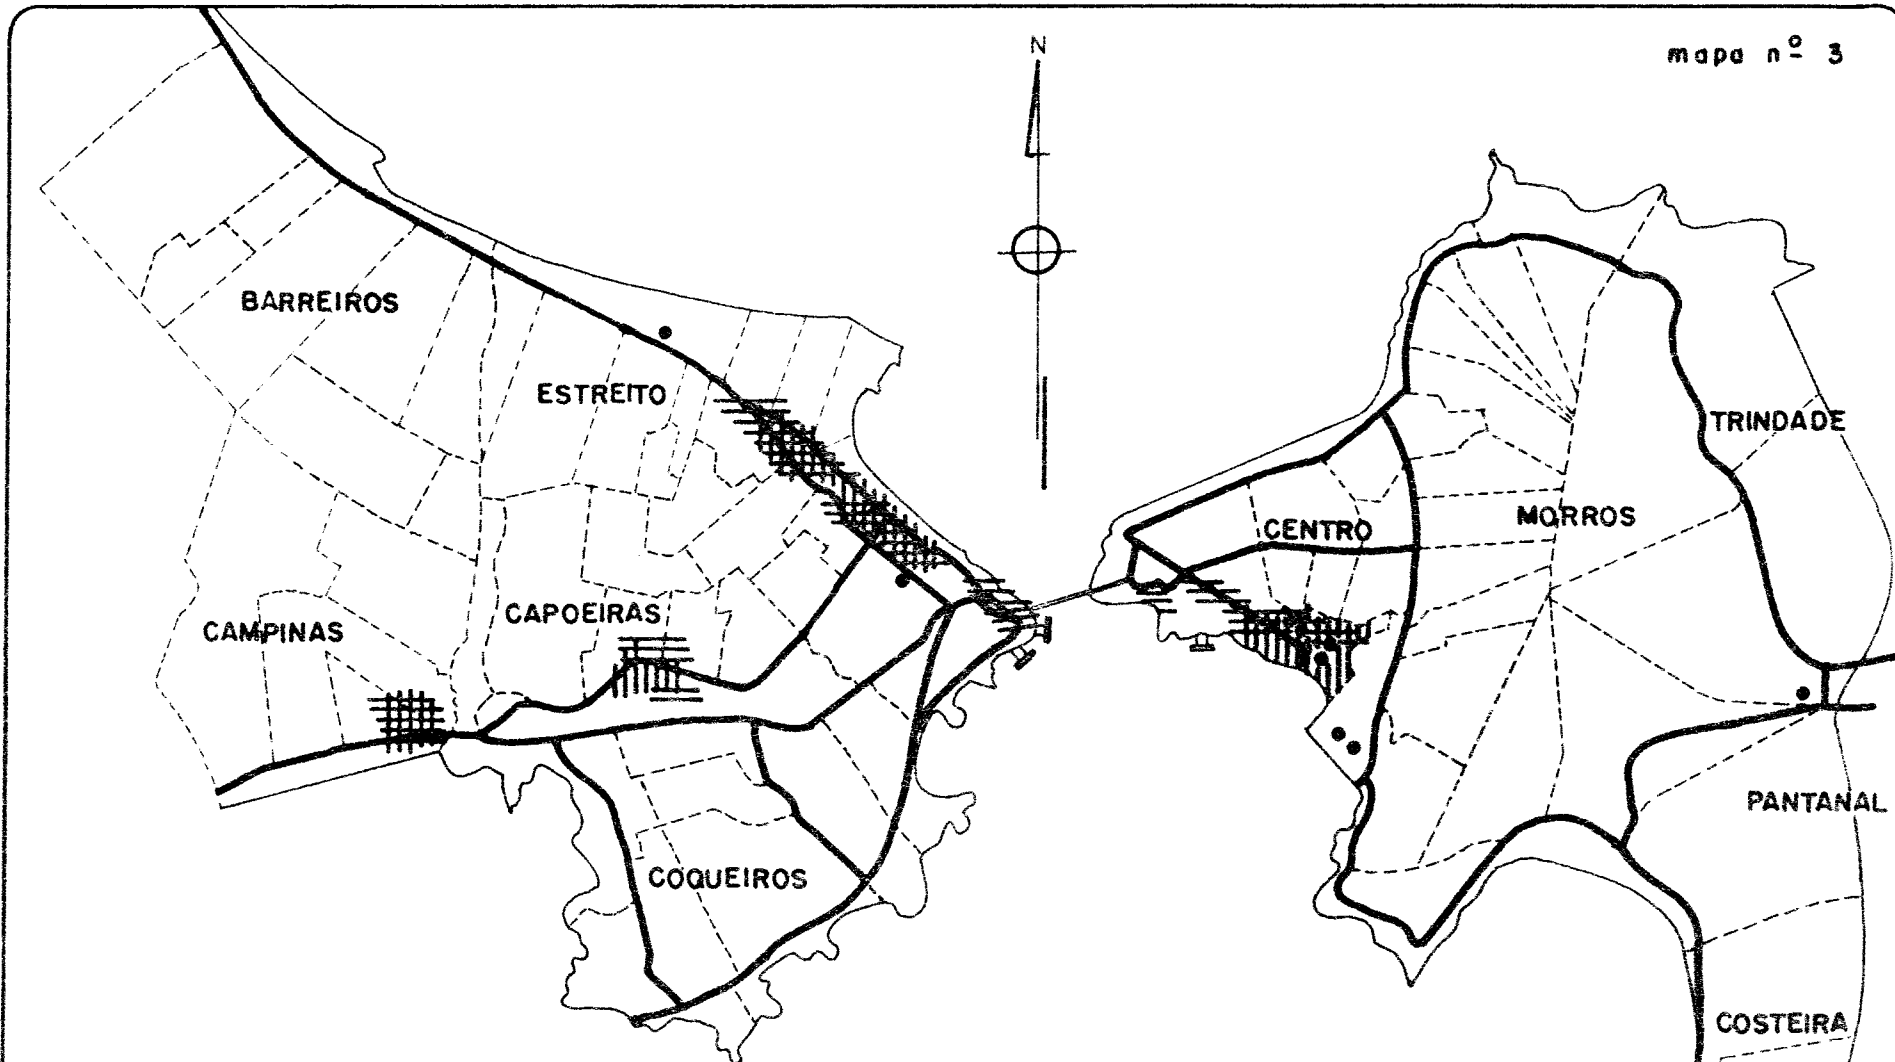 N
mapa nº 3
BARREIROS
ESTREITO
TRINDADE
CENTRO
MORROS
CAPOEIRAS
CAMPINAS
PANTANAL
COQUEIROS
COSTEIRA